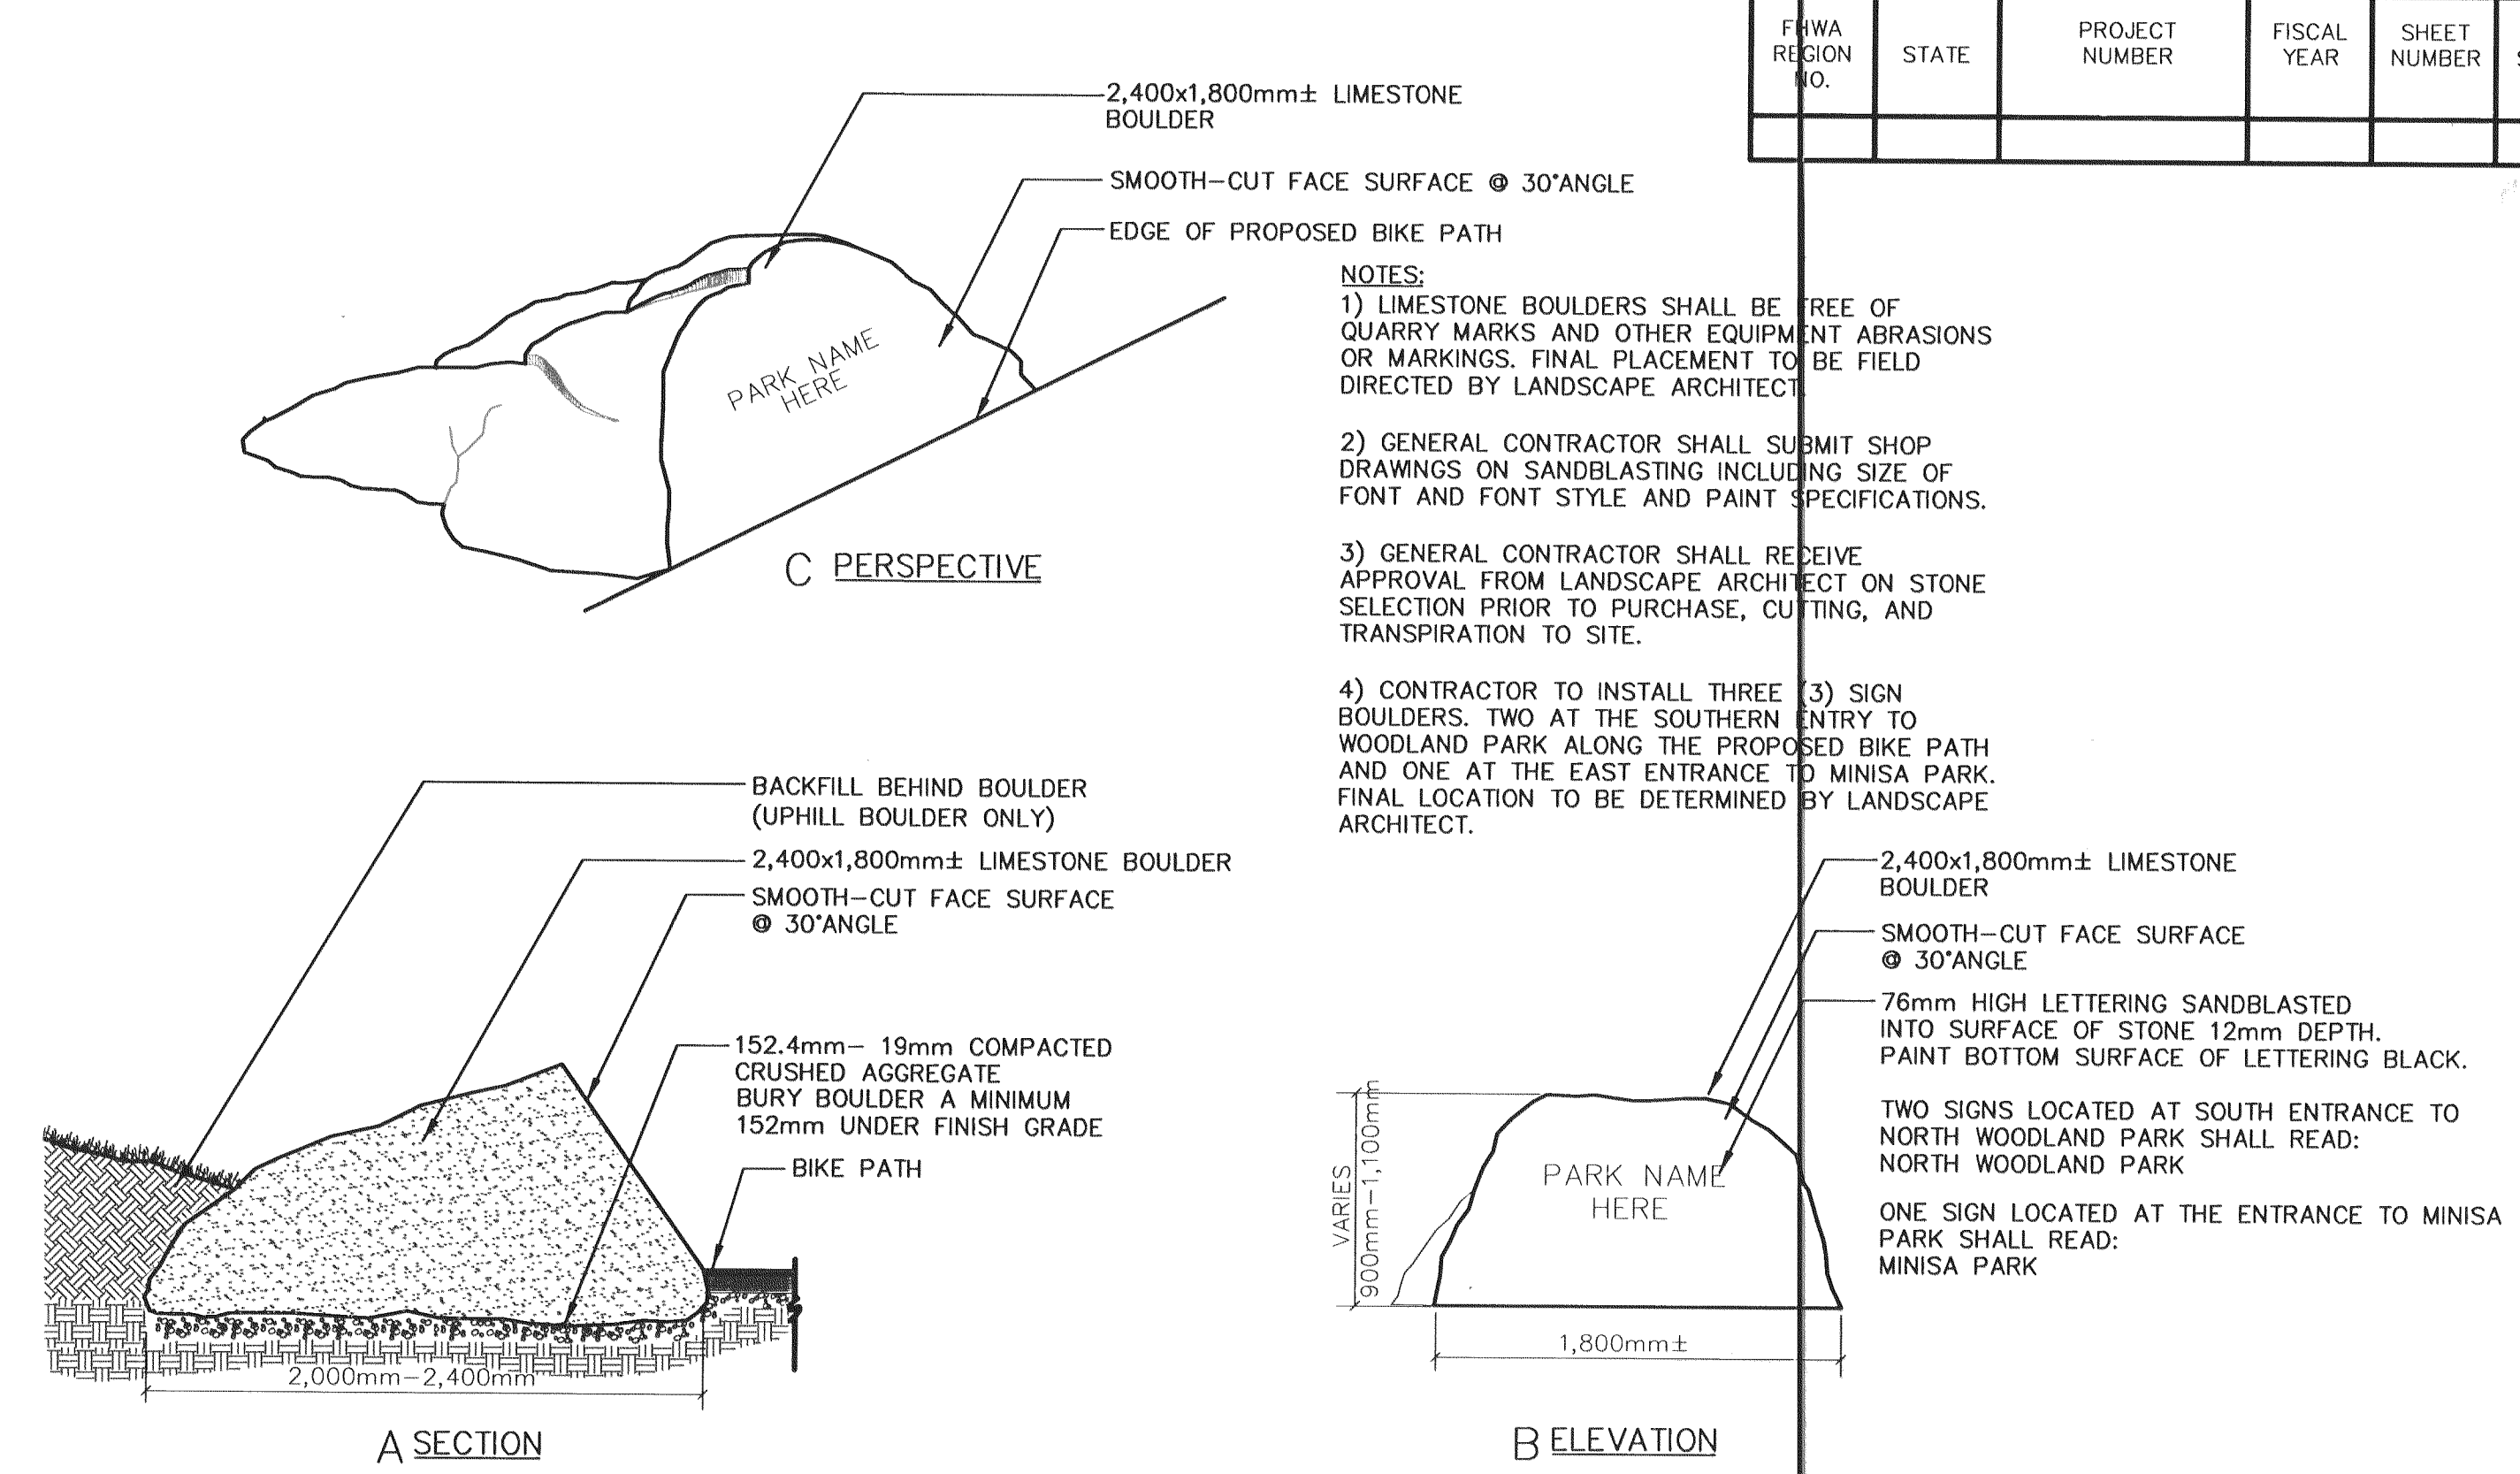 FHWA
REGION
NO.
STATE
PROJECT
NUMBER
FISCAL
YEAR
SHEET
NUMBER
2,400x1,800mm± LIMESTONE
BOULDER
SMOOTH-CUT FACE SURFACE @ 30°ANGLE
EDGE OF PROPOSED BIKE PATH
PARK NAME
HERE
C PERSPECTIVE
NOTES:
1) LIMESTONE BOULDERS SHALL BE FREE OF
QUARRY MARKS AND OTHER EQUIPMENT ABRASIONS
OR MARKINGS. FINAL PLACEMENT TO BE FIELD
DIRECTED BY LANDSCAPE ARCHITECT
2) GENERAL CONTRACTOR SHALL SUBMIT SHOP
DRAWINGS ON SANDBLASTING INCLUDING SIZE OF
FONT AND FONT STYLE AND PAINT SPECIFICATIONS.
3) GENERAL CONTRACTOR SHALL RECEIVE
APPROVAL FROM LANDSCAPE ARCHITECT ON STONE
SELECTION PRIOR TO PURCHASE, CUTTING, AND
TRANSPIRATION TO SITE.
4) CONTRACTOR TO INSTALL THREE (3) SIGN
BOULDERS. TWO AT THE SOUTHERN ENTRY TO
WOODLAND PARK ALONG THE PROPOSED BIKE PATH
AND ONE AT THE EAST ENTRANCE TO MINISA PARK.
FINAL LOCATION TO BE DETERMINED BY LANDSCAPE
ARCHITECT.
BACKFILL BEHIND BOULDER
(UPHILL BOULDER ONLY)
2,400x1,800mm± LIMESTONE BOULDER
SMOOTH-CUT FACE SURFACE
@ 30°ANGLE
152.4mm- 19mm COMPACTED
CRUSHED AGGREGATE
BURY BOULDER A MINIMUM
152mm UNDER FINISH GRADE
BIKE PATH
2,000mm-2,400mm
A SECTION
2,400x1,800mm± LIMESTONE
BOULDER
SMOOTH-CUT FACE SURFACE
@ 30°ANGLE
76mm HIGH LETTERING SANDBLASTED
INTO SURFACE OF STONE 12mm DEPTH.
PAINT BOTTOM SURFACE OF LETTERING BLACK.
TWO SIGNS LOCATED AT SOUTH ENTRANCE TO
NORTH WOODLAND PARK SHALL READ:
NORTH WOODLAND PARK
ONE SIGN LOCATED AT THE ENTRANCE TO MINISA
PARK SHALL READ:
MINISA PARK
VARIES
900mm-1,100mm
PARK NAME
HERE
1,800mm±
B ELEVATION